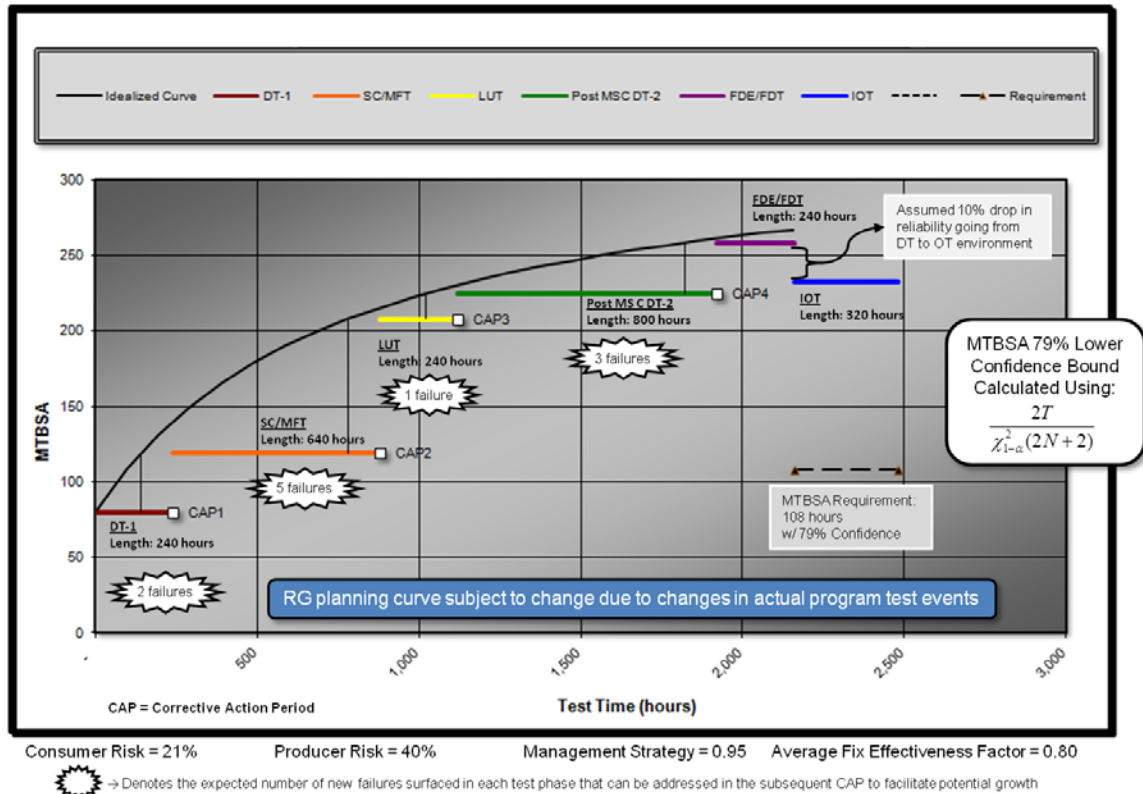 Idealized Curve DT-1 SC/MFT LUT Post MSC DT-2 FDE/FDT IOT Requirement
300
250
200
150
100
50
0
MTBSA
FDE/FDT
Length: 240 hours
Assumed 10% drop in
reliability going from
DT to OT environment
IOT
Length: 320 hours
Post MS C DT-2
Length: 800 hours
CAP4
3 failures
CAP3
LUT
Length: 240 hours
1 failure
SC/MFT
Length: 640 hours
CAP2
5 failures
CAP1
DT-1
Length: 240 hours
2 failures
MTBSA 79% Lower
Confidence Bound
Calculated Using:
2T
χ²₁₋α(2N+2)
MTBSA Requirement:
108 hours
w/ 79% Confidence
RG planning curve subject to change due to changes in actual program test events
- 500 1,000 1,500 2,000 2,500 3,000
CAP = Corrective Action Period
Test Time (hours)
Consumer Risk = 21% Producer Risk = 40% Management Strategy = 0.95 Average Fix Effectiveness Factor = 0.80
→ Denotes the expected number of new failures surfaced in each test phase that can be addressed in the subsequent CAP to facilitate potential growth